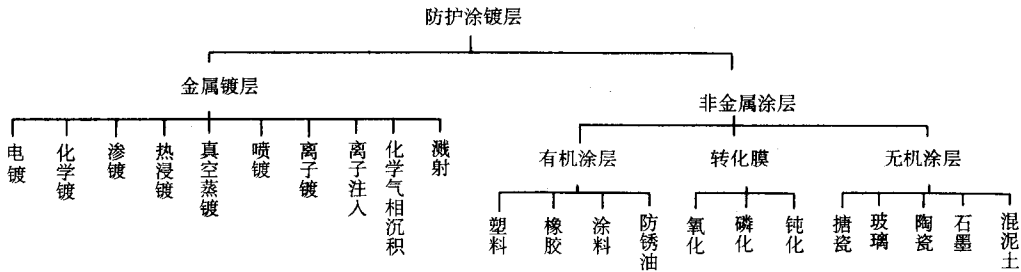 防护涂镀层
金属镀层
非金属涂层
电镀
化学镀
渗镀
热浸镀
真空蒸镀
喷镀
离子镀
离子注入
化学气相沉积
溅射
有机涂层
转化膜
无机涂层
塑料
橡胶
涂料
防锈油
氧化
磷化
钝化
搪瓷
玻璃
陶瓷
石墨
混泥土